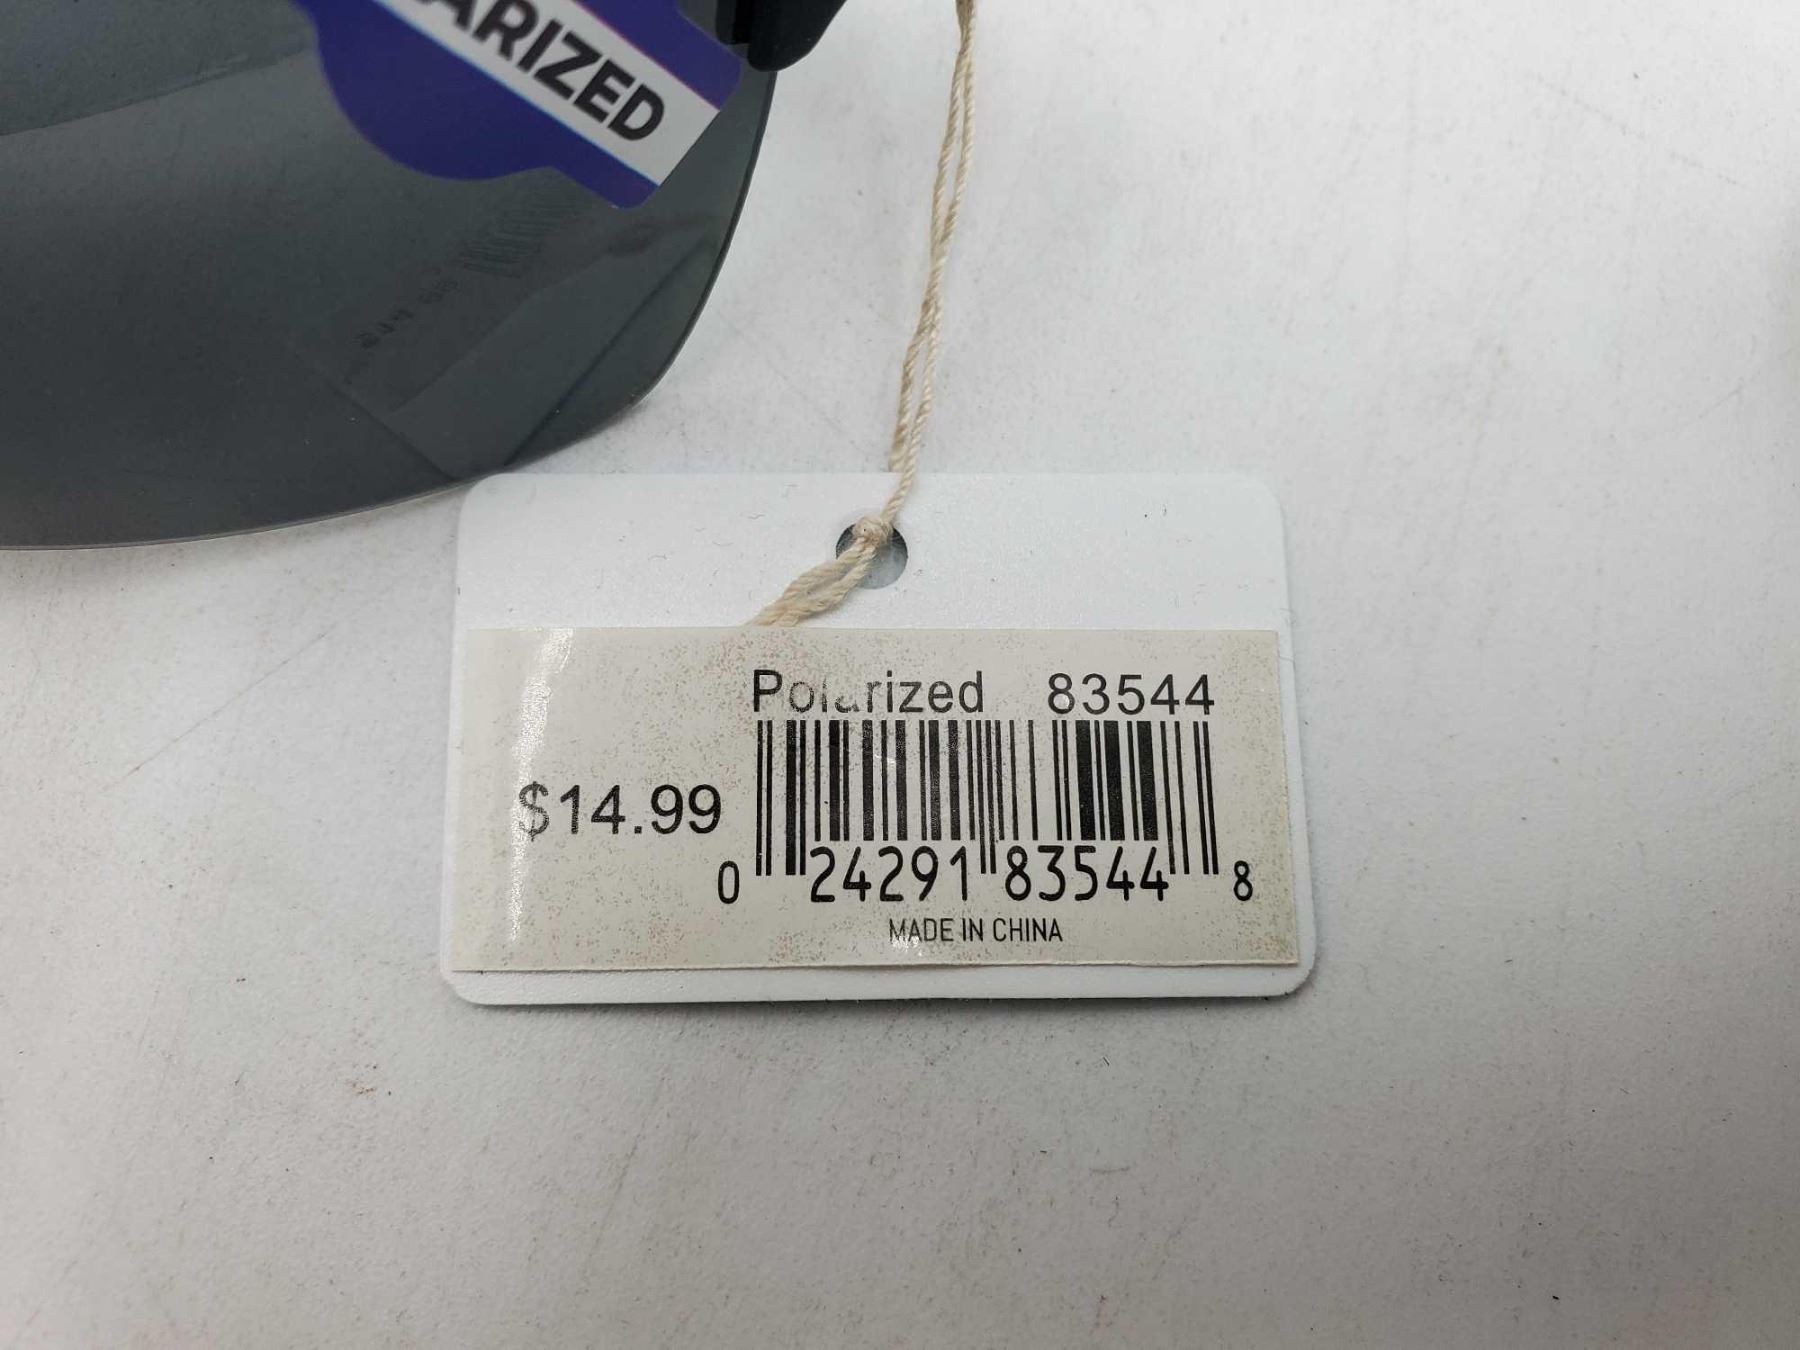 ARIZED
Polarized 83544
$14.99
0 24291 83544 8
MADE IN CHINA